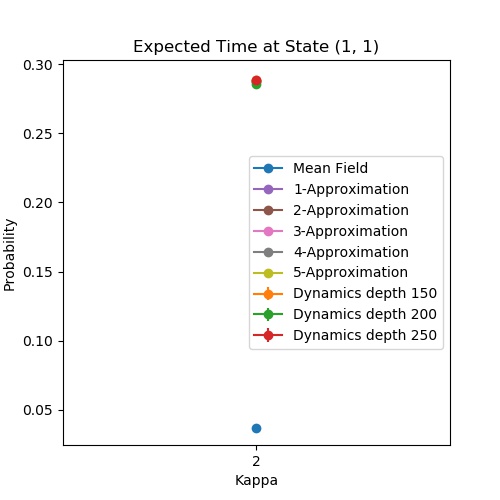 Expected Time at State (1, 1)
0.30
0.25
0.20
0.15
0.10
0.05
Probability
Mean Field
1-Approximation
2-Approximation
3-Approximation
4-Approximation
5-Approximation
Dynamics depth 150
Dynamics depth 200
Dynamics depth 250
2
Kappa